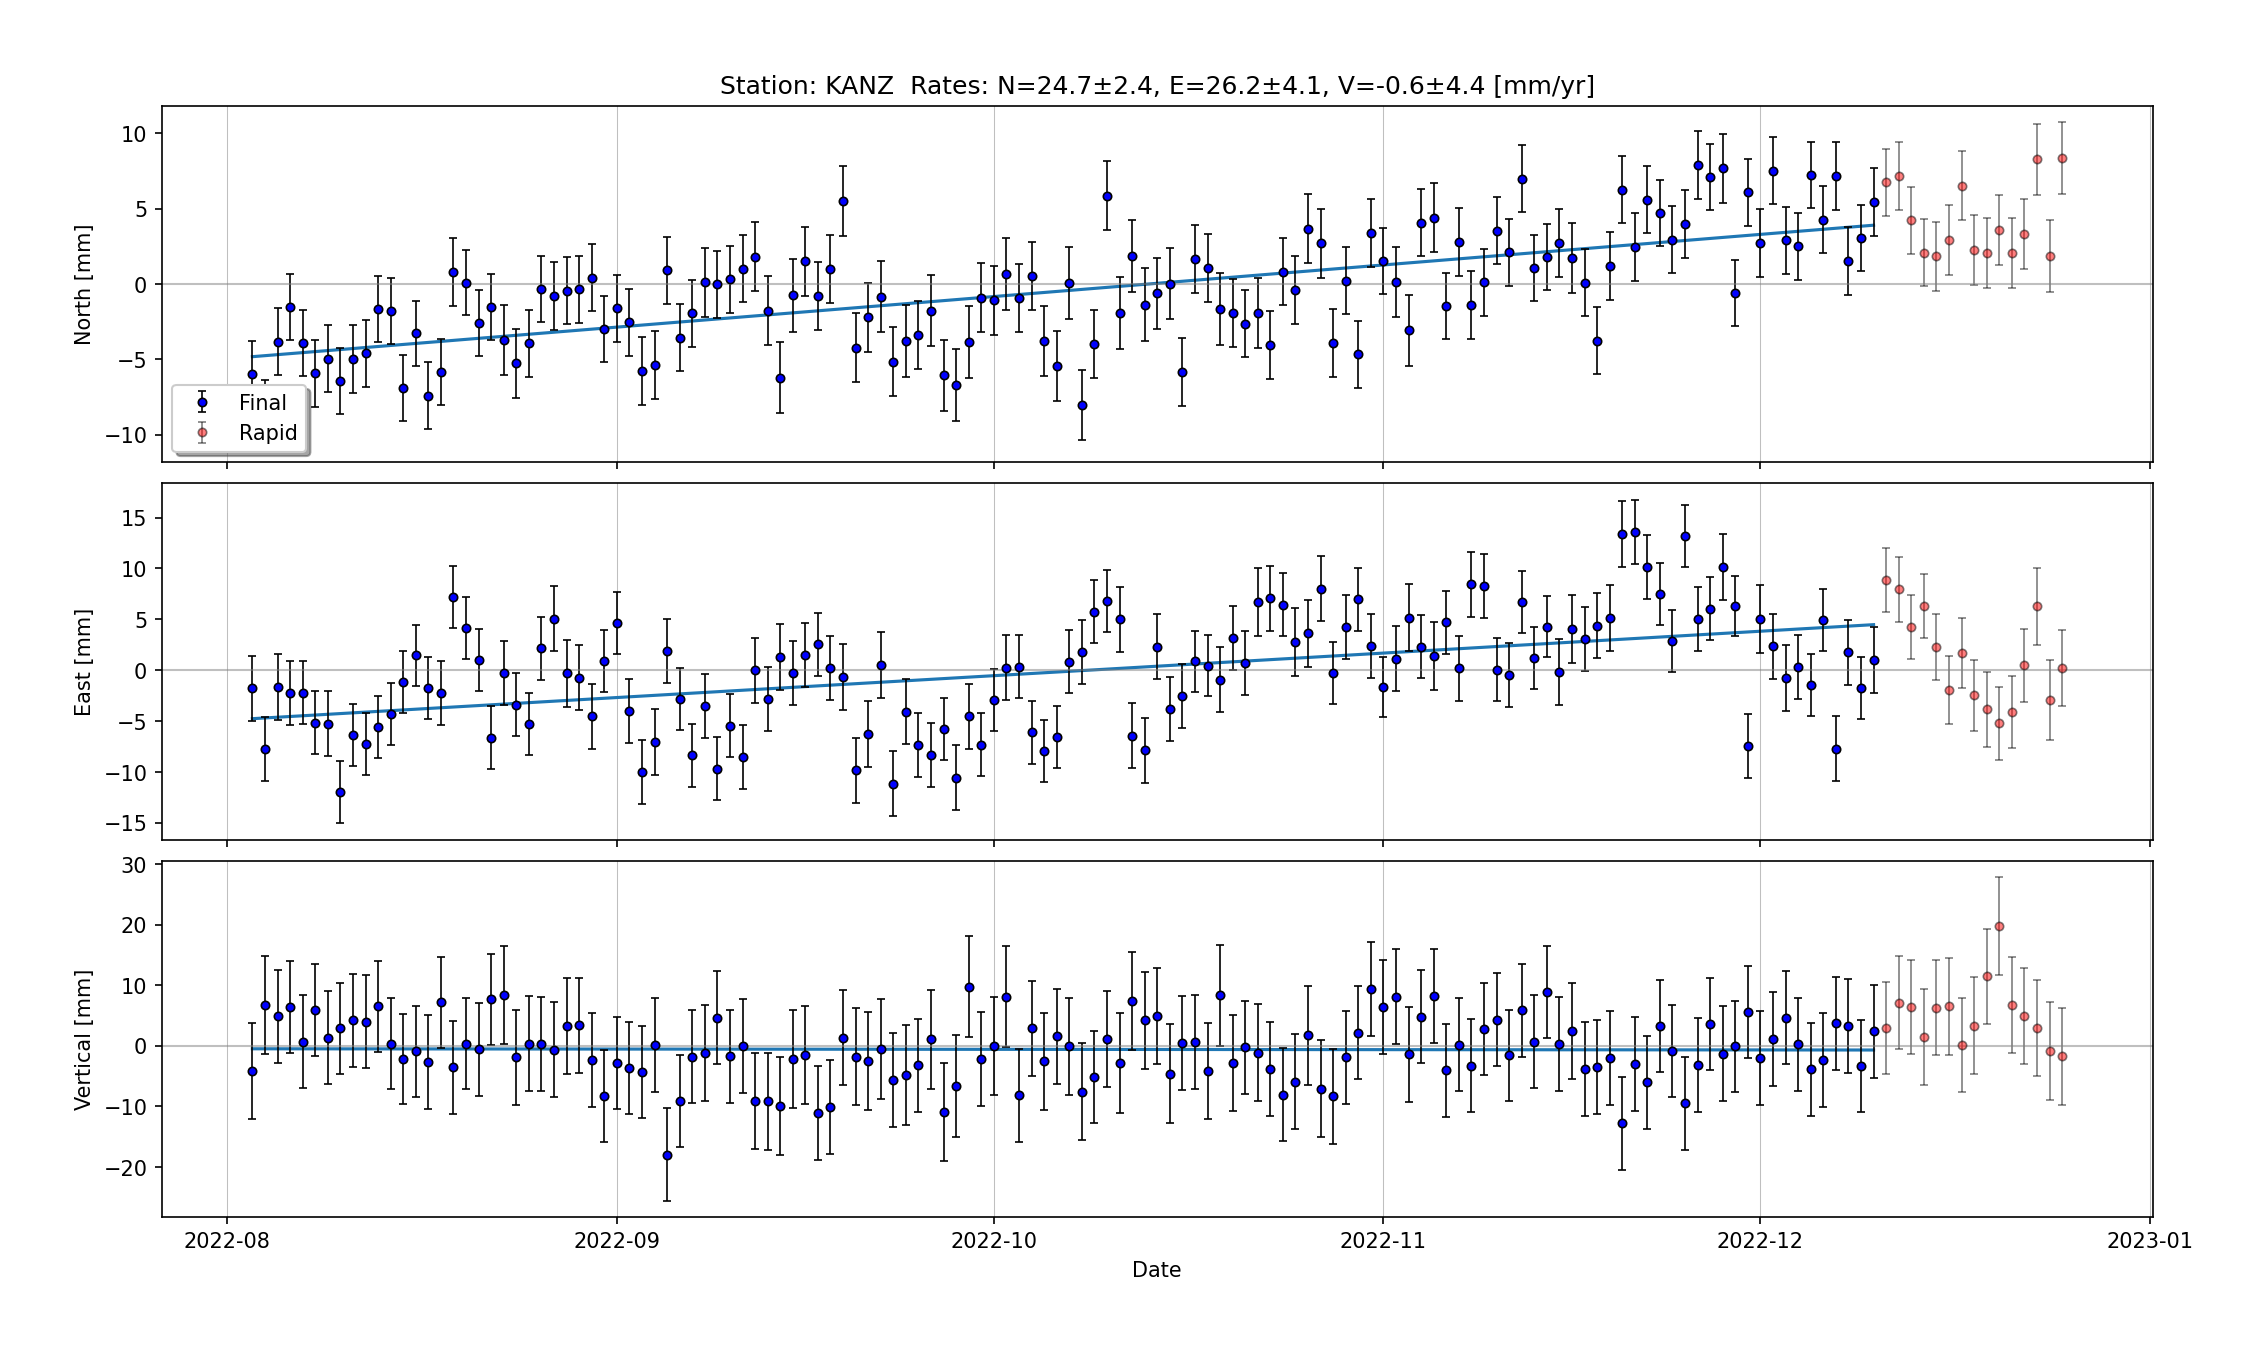 Station: KANZ  Rates: N=24.7±2.4, E=26.2±4.1, V=-0.6±4.4 [mm/yr]
North [mm]
10
5
0
−5
−10
Final
Rapid
East [mm]
15
10
5
0
−5
−10
−15
Vertical [mm]
30
20
10
0
−10
−20
2022-08 2022-09 2022-10 2022-11 2022-12 2023-01
Date